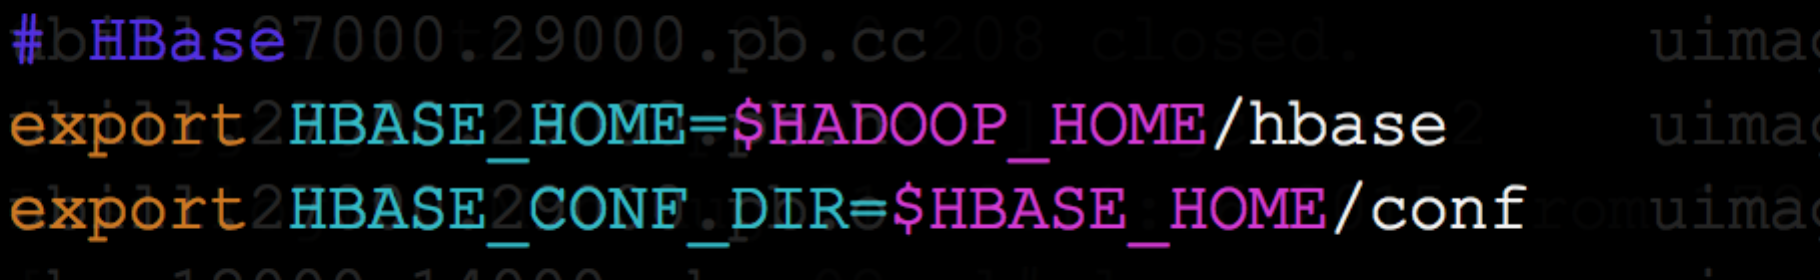 # HBase
export HBASE_HOME=$HADOOP_HOME/hbase
export HBASE_CONF_DIR=$HBASE_HOME/conf